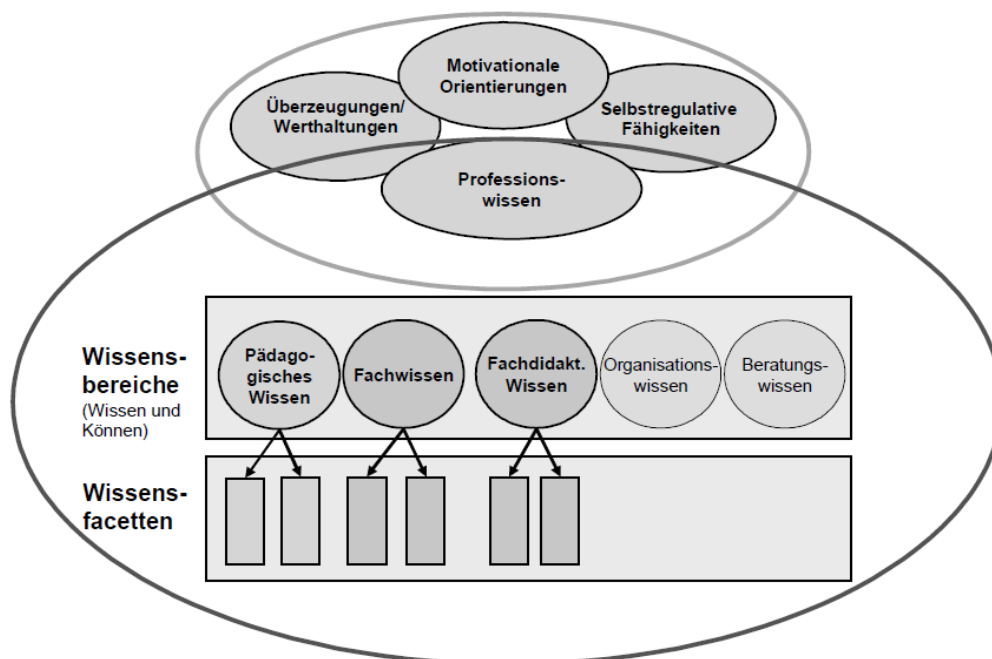 Motivationale
Orientierungen
Überzeugungen/
Werthaltungen
Selbstregulative
Fähigkeiten
Professions-
wissen
Wissens-
bereiche
(Wissen und
Können)
Pädago-
gisches
Wissen
Fachwissen
Fachdidakt.
Wissen
Organisations-
wissen
Beratungs-
wissen
Wissens-
facetten